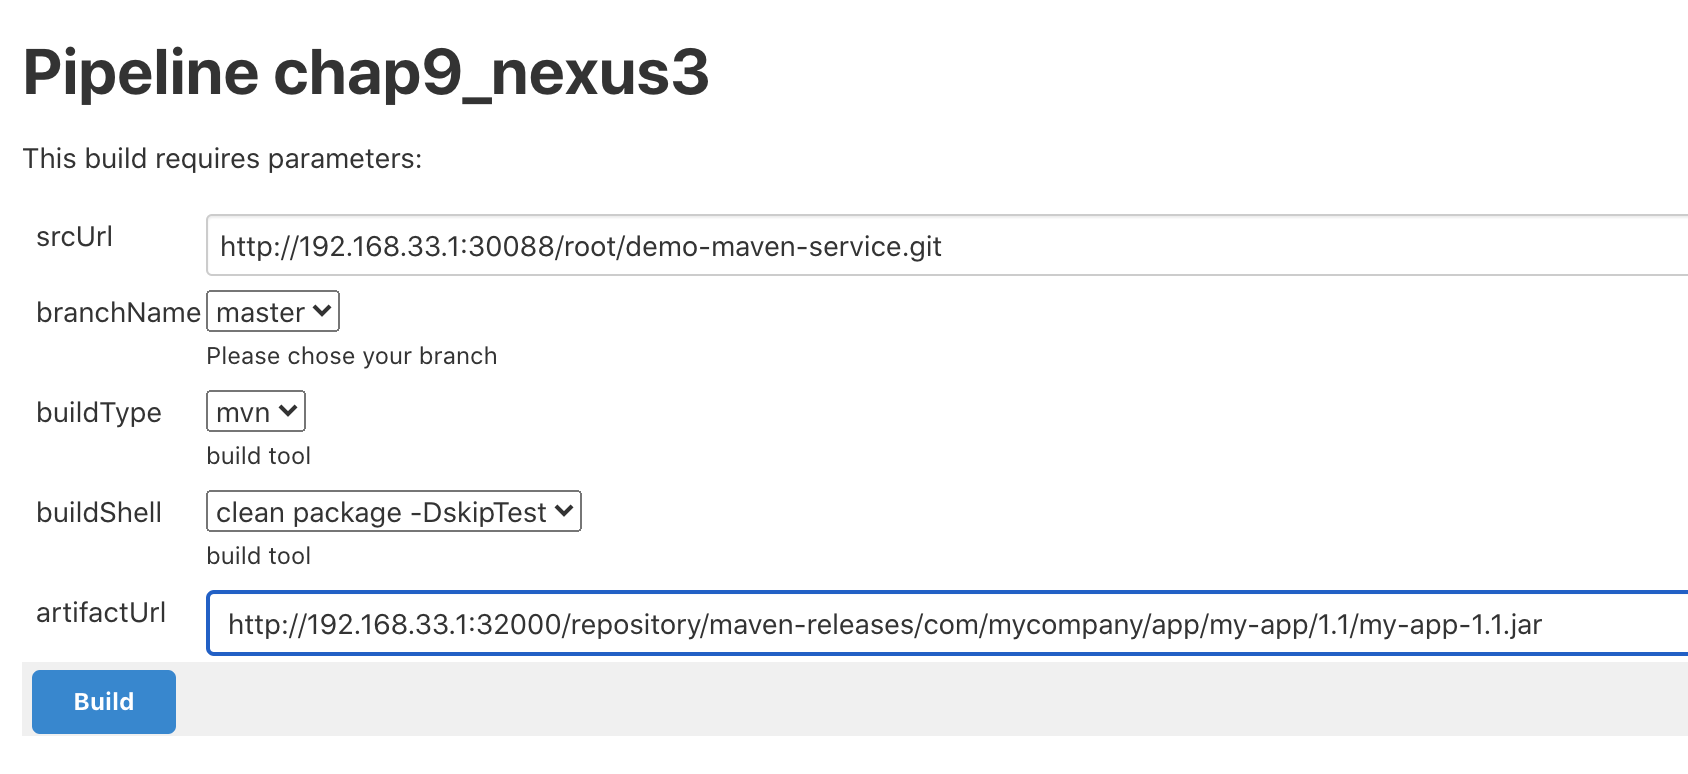 Pipeline chap9_nexus3
This build requires parameters:
srcUrl http://192.168.33.1:30088/root/demo-maven-service.git
branchName master
Please chose your branch
buildType mvn
build tool
buildShell clean package -DskipTest
build tool
artifactUrl http://192.168.33.1:32000/repository/maven-releases/com/mycompany/app/my-app/1.1/my-app-1.1.jar
Build